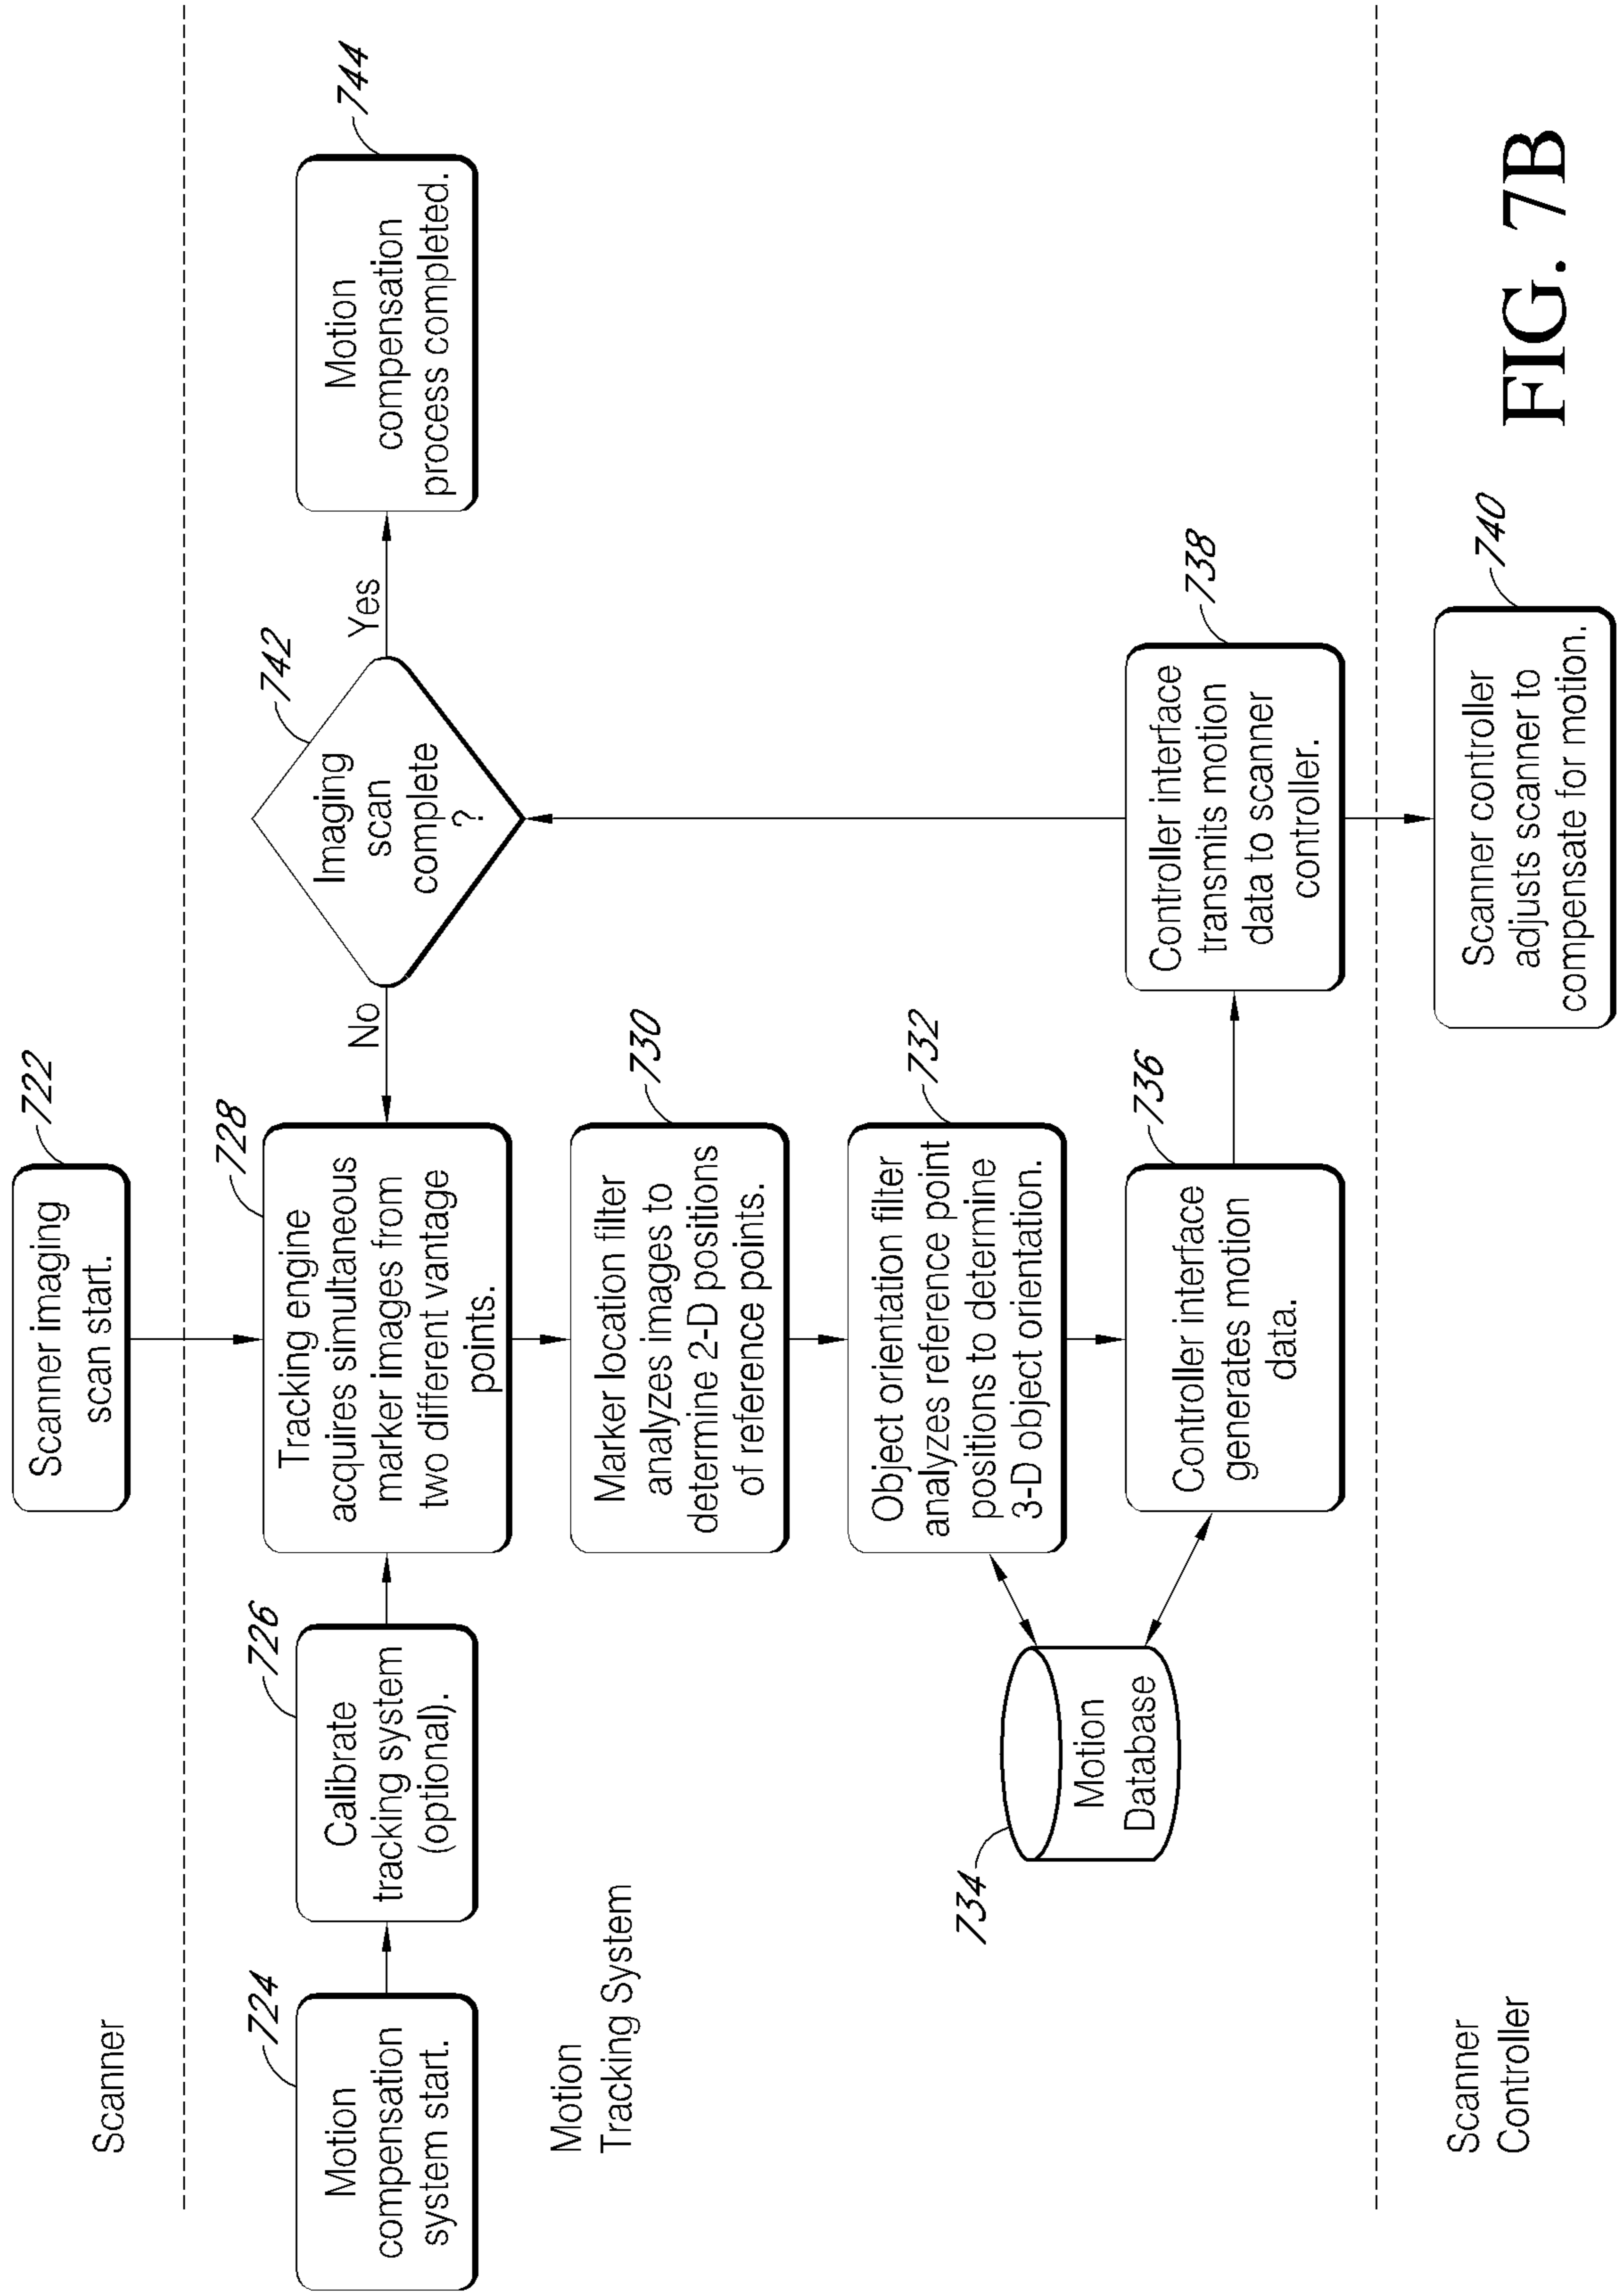 Scanner
722
Scanner imaging
scan start.
724
Motion
compensation
system start.
726
Calibrate
tracking system
(optional).
728
Tracking engine
acquires simultaneous
marker images from
two different vantage
points.
No
742
Imaging
scan
complete
?
Yes
744
Motion
compensation
process completed.
Motion
Tracking System
730
Marker location filter
analyzes images to
determine 2-D positions
of reference points.
732
Object orientation filter
analyzes reference point
positions to determine
3-D object orientation.
734
Motion
Database
736
Controller interface
generates motion
data.
738
Controller interface
transmits motion
data to scanner
controller.
Scanner
Controller
740
Scanner controller
adjusts scanner to
compensate for motion.
FIG. 7B